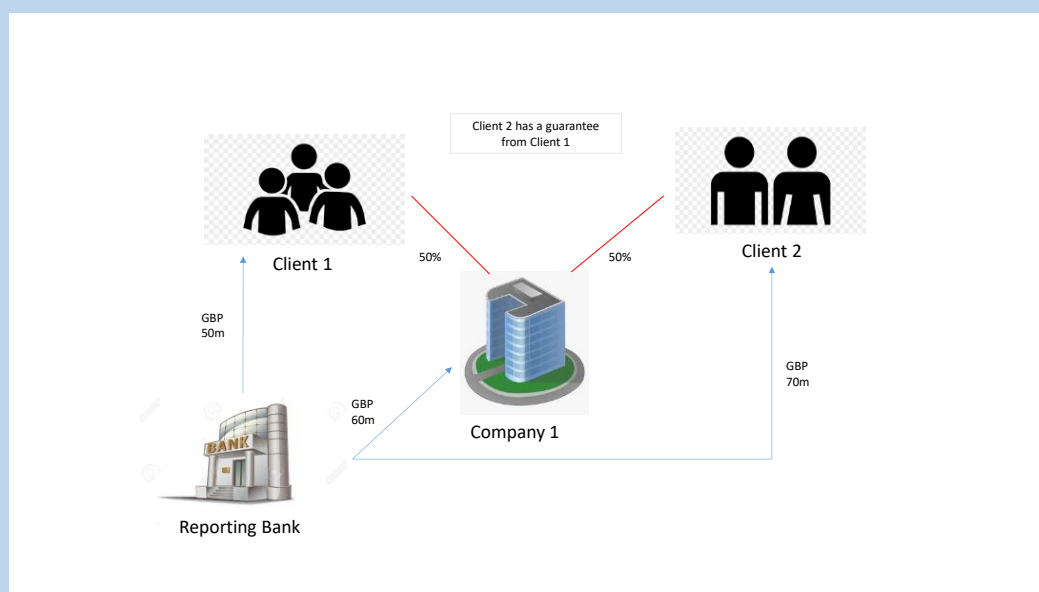 Client 2 has a guarantee
from Client 1
Client 1
Client 2
50%
50%
GBP
50m
GBP
70m
GBP
60m
BANK
Company 1
Reporting Bank